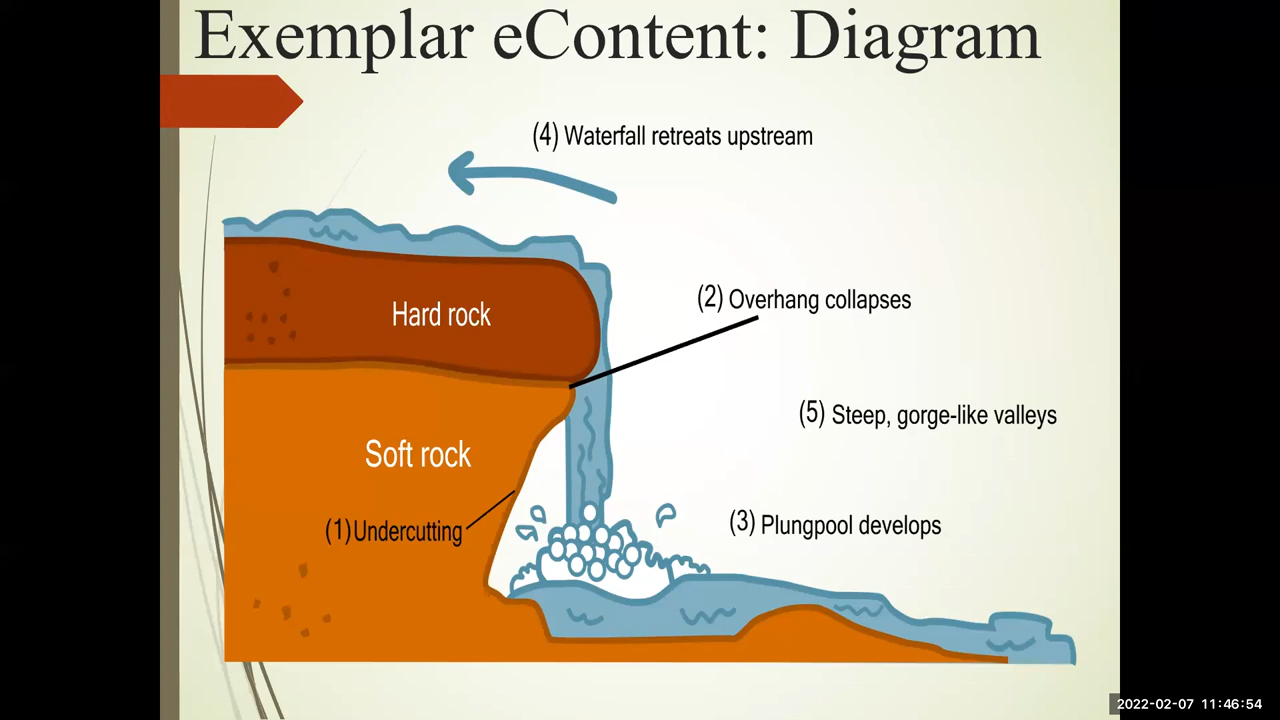 Exemplar eContent: Diagram
(4) Waterfall retreats upstream
Hard rock
(2) Overhang collapses
(5) Steep, gorge-like valleys
Soft rock
(1)Undercutting
(3) Plungpool develops
2022-02-07 11:46:54